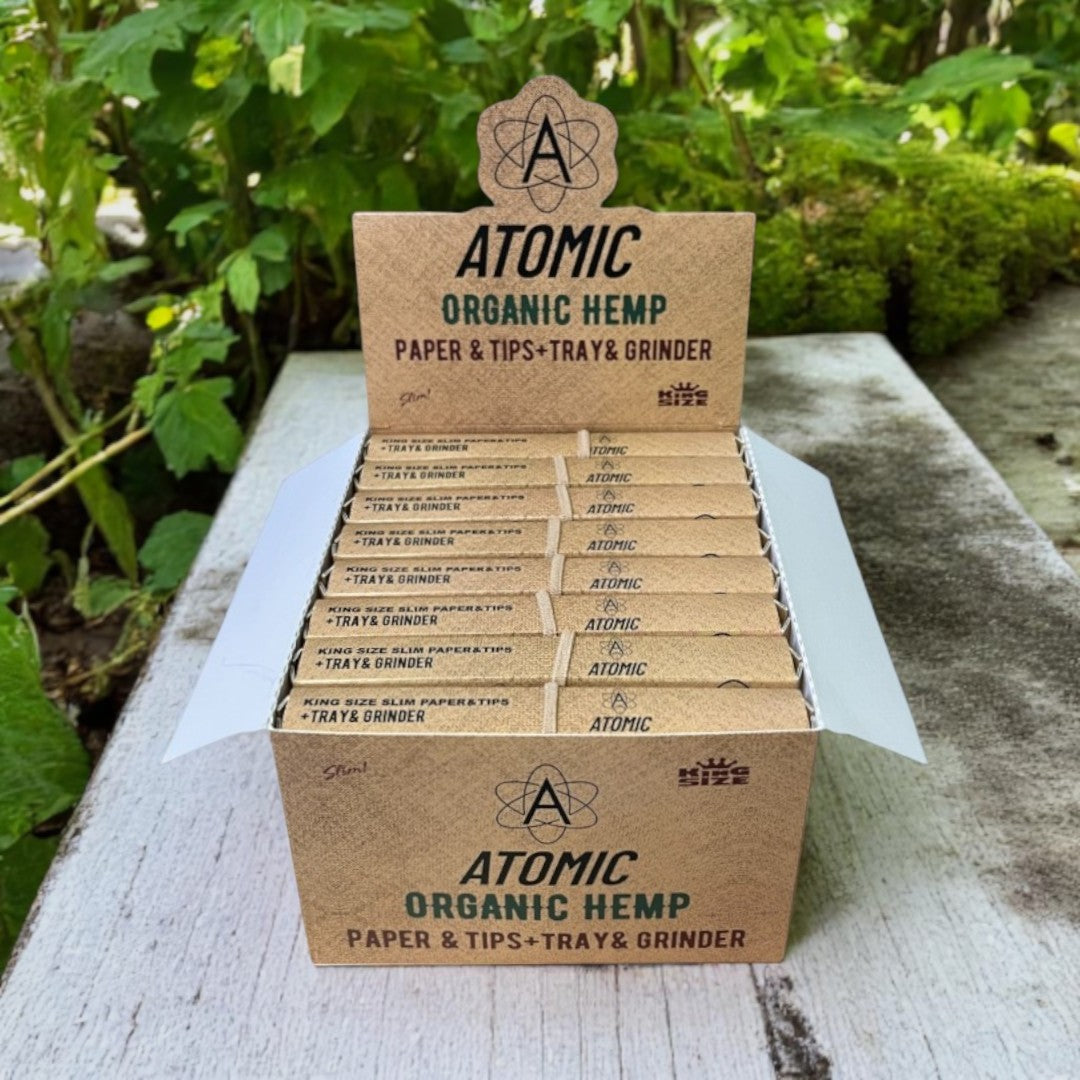 A
ATOMIC
ORGANIC HEMP
PAPER & TIPS+TRAY& GRINDER
Slim!
KING
SIZE
KING SIZE SLIM PAPER&TIPS
+TRAY& GRINDER
A
ATOMIC
KING SIZE SLIM PAPER&TIPS
+TRAY& GRINDER
A
ATOMIC
KING SIZE SLIM PAPER&TIPS
+TRAY& GRINDER
A
ATOMIC
KING SIZE SLIM PAPER&TIPS
+TRAY& GRINDER
A
ATOMIC
KING SIZE SLIM PAPER&TIPS
+TRAY& GRINDER
A
ATOMIC
KING SIZE SLIM PAPER&TIPS
+TRAY& GRINDER
A
ATOMIC
KING SIZE SLIM PAPER&TIPS
+TRAY& GRINDER
A
ATOMIC
KING SIZE SLIM PAPER&TIPS
+TRAY& GRINDER
A
ATOMIC
Slim!
KING
SIZE
A
ATOMIC
ORGANIC HEMP
PAPER & TIPS+TRAY& GRINDER